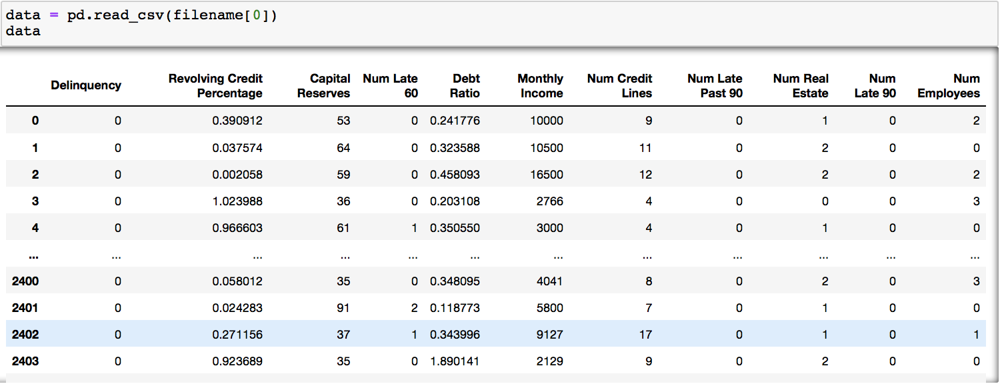 data = pd.read_csv(filename[0])
data
Delinquency Revolving Credit Percentage Capital Reserves Num Late 60 Debt Ratio Monthly Income Num Credit Lines Num Late Past 90 Num Real Estate Num Late 90 Num Employees
0 0 0.390912 53 0 0.241776 10000 9 0 1 0 2
1 0 0.037574 64 0 0.323588 10500 11 0 2 0 0
2 0 0.002058 59 0 0.458093 16500 12 0 2 0 2
3 0 1.023988 36 0 0.203108 2766 4 0 0 0 3
4 0 0.966603 61 1 0.350550 3000 4 0 1 0 0
... ... ... ... ... ... ... ... ... ... ... ...
2400 0 0.058012 35 0 0.348095 4041 8 0 2 0 3
2401 0 0.024283 91 2 0.118773 5800 7 0 1 0 0
2402 0 0.271156 37 1 0.343996 9127 17 0 1 0 1
2403 0 0.923689 35 0 1.890141 2129 9 0 2 0 0